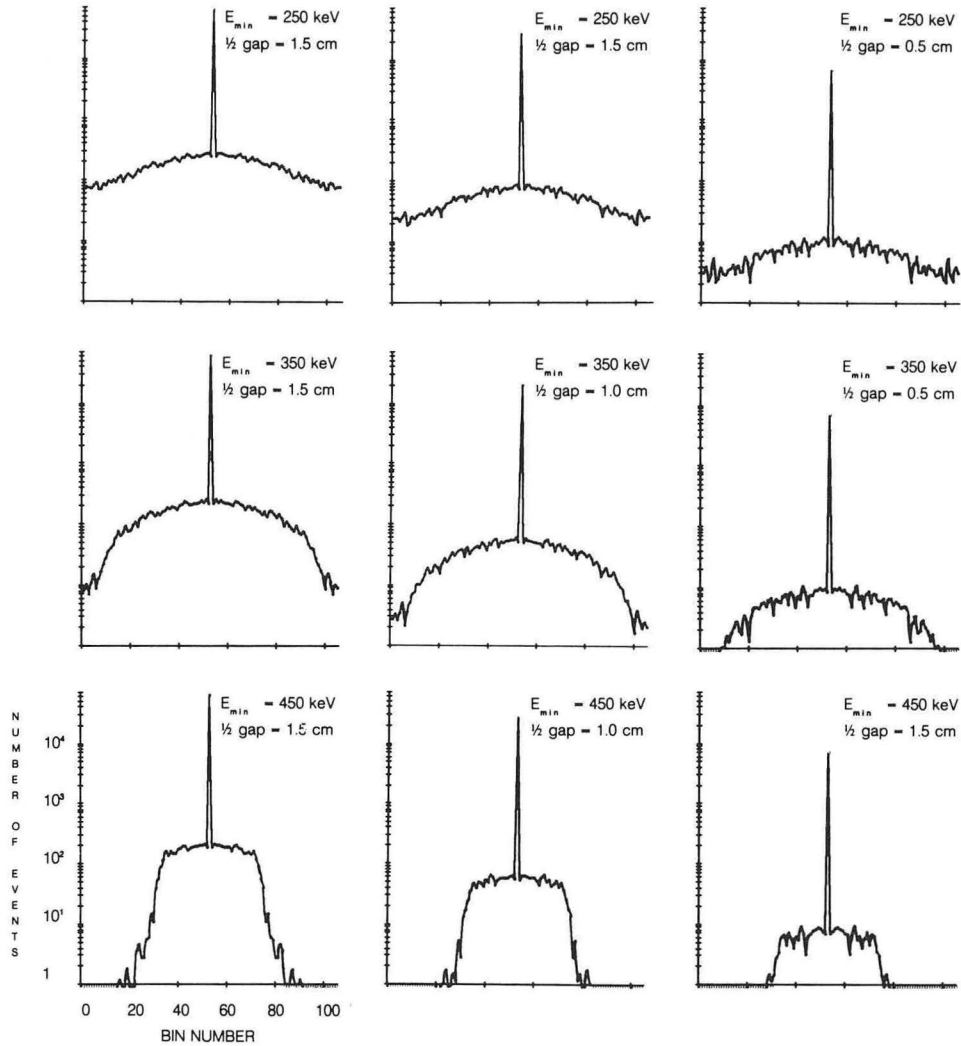 E_min = 250 keV
½ gap = 1.5 cm
E_min = 250 keV
½ gap = 1.5 cm
E_min = 250 keV
½ gap = 0.5 cm
E_min = 350 keV
½ gap = 1.5 cm
E_min = 350 keV
½ gap = 1.0 cm
E_min = 350 keV
½ gap = 0.5 cm
E_min = 450 keV
½ gap = 1.5 cm
E_min = 450 keV
½ gap = 1.0 cm
E_min = 450 keV
½ gap = 1.5 cm
NUMBER OF EVENTS
10⁴
10³
10²
10¹
1
0 20 40 60 80 100
BIN NUMBER